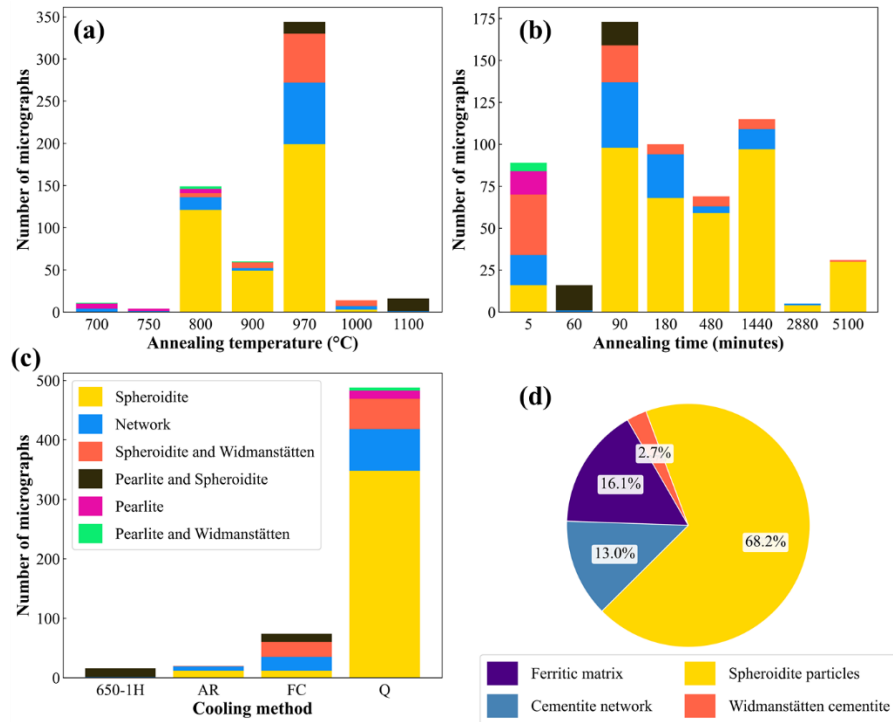 (a)
Number of micrographs
350
300
250
200
150
100
50
0
700 750 800 900 970 1000 1100
Annealing temperature (°C)
(b)
Number of micrographs
175
150
125
100
75
50
25
0
5 60 90 180 480 1440 2880 5100
Annealing time (minutes)
(c)
Number of micrographs
500
400
300
200
100
0
Spheroidite
Network
Spheroidite and Widmanstätten
Pearlite and Spheroidite
Pearlite
Pearlite and Widmanstätten
650-1H AR FC Q
Cooling method
(d)
2.7%
16.1%
68.2%
13.0%
Ferritic matrix
Spheroidite particles
Cementite network
Widmanstätten cementite